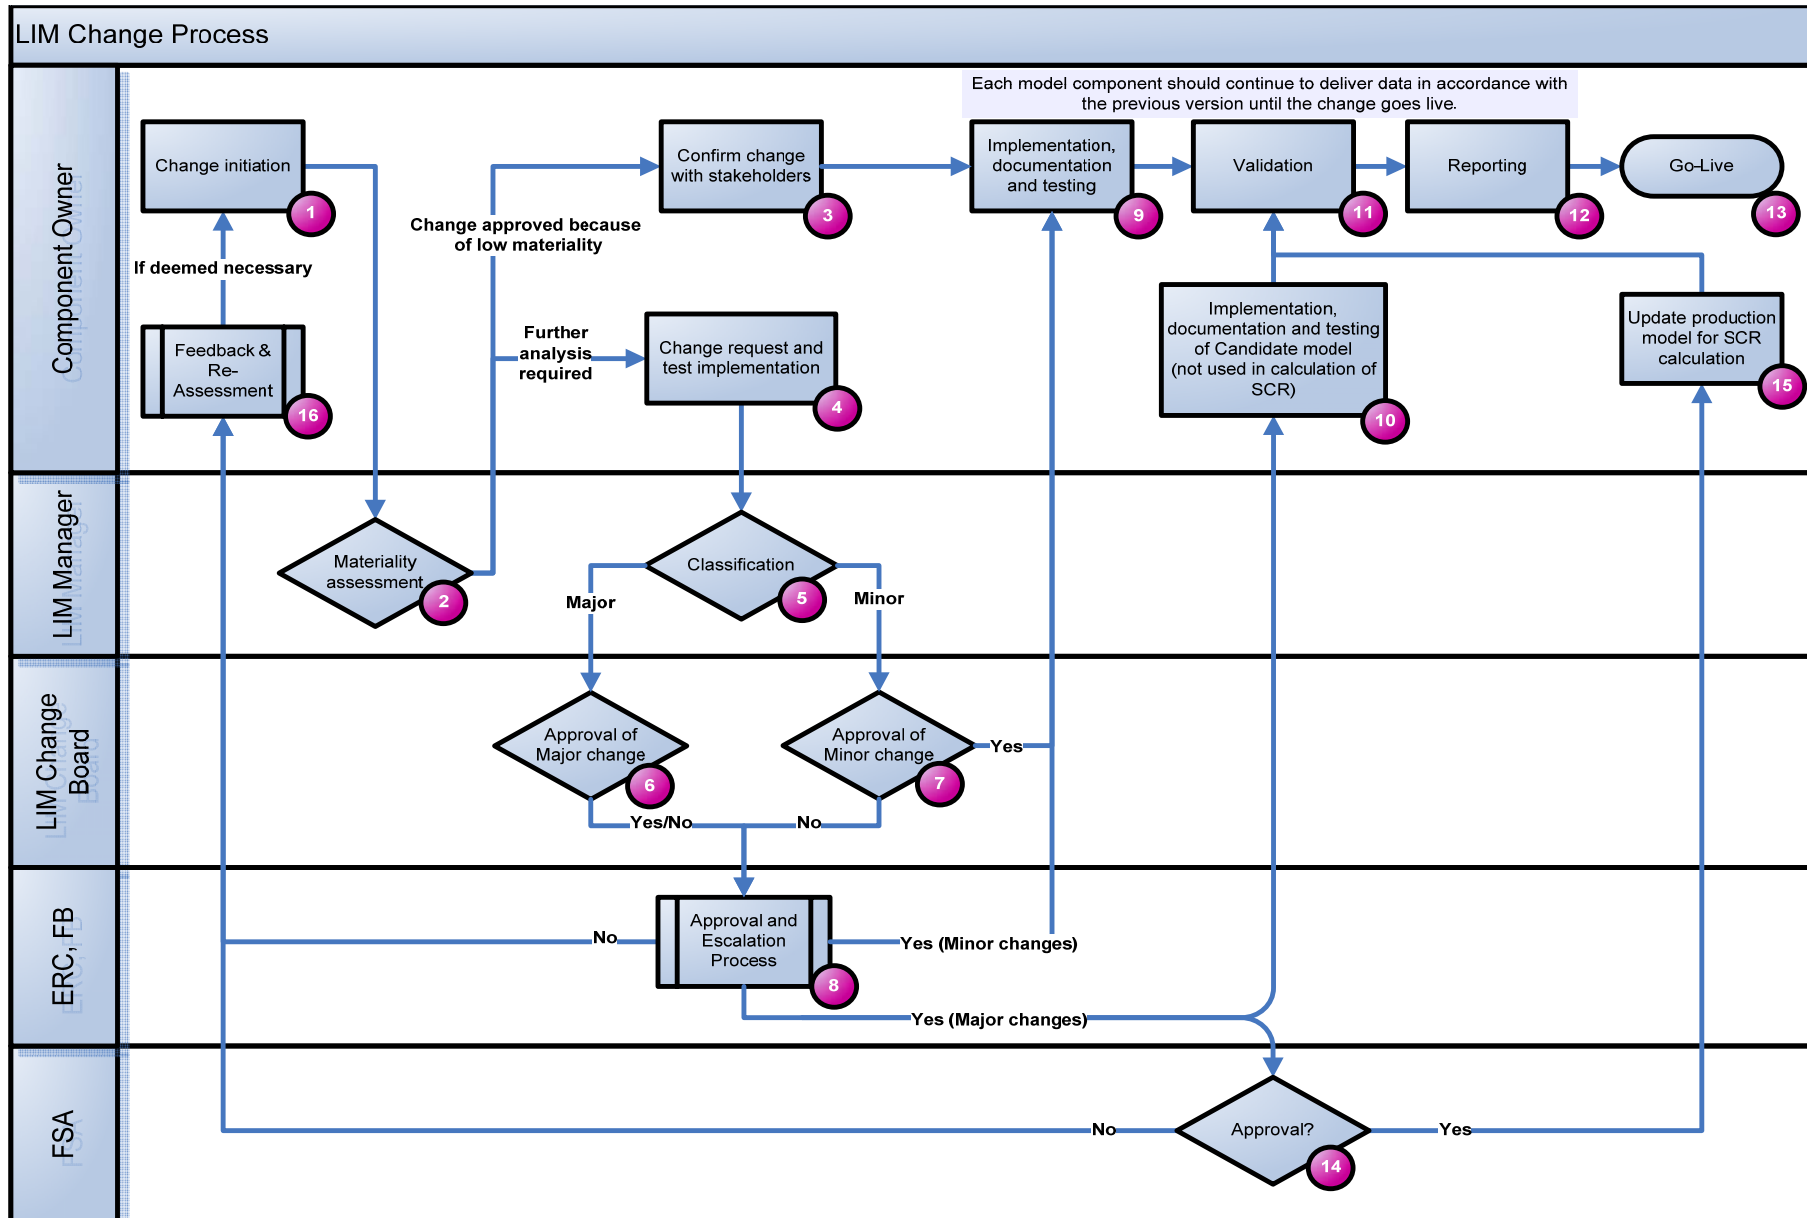 LIM Change Process
Each model component should continue to deliver data in accordance with
the previous version until the change goes live.
Component Owner
Change initiation
1
Confirm change
with stakeholders
3
Implementation,
documentation
and testing
9
Validation
11
Reporting
12
Go-Live
13
Change approved because
of low materiality
If deemed necessary
Feedback &
Re-
Assessment
16
Further
analysis
required
Change request and
test implementation
4
Implementation,
documentation and testing
of Candidate model
(not used in calculation of
SCR)
10
Update production
model for SCR
calculation
15
LIM Manager
Materiality
assessment
2
Classification
5
Major
Minor
LIM Change
Board
Approval of
Major change
6
Approval of
Minor change
7
Yes
Yes/No
No
ERC, FB
No
Approval and
Escalation
Process
8
Yes (Minor changes)
Yes (Major changes)
FSA
No
Approval?
14
Yes